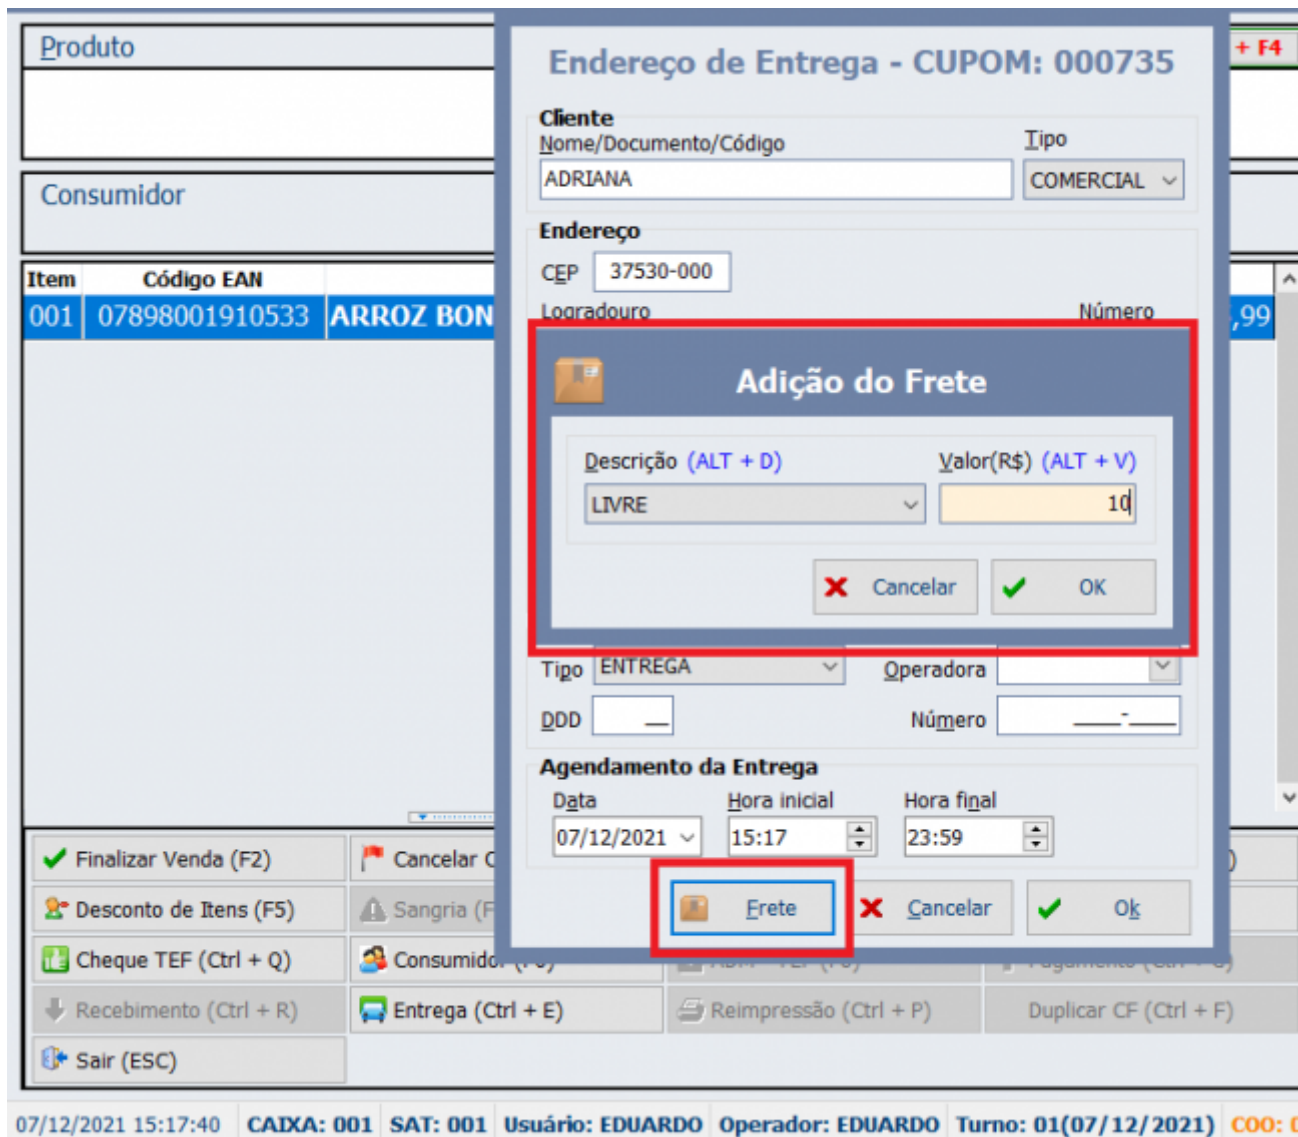 Produto
+ F4
Endereço de Entrega - CUPOM: 000735
Cliente
Nome/Documento/Código Tipo
ADRIANA COMERCIAL
Consumidor
Endereço
CEP 37530-000
Item Código EAN
001 07898001910533 ARROZ BON ,99
Logradouro Número
Adição do Frete
Descrição (ALT + D) Valor(R$) (ALT + V)
LIVRE 10
Cancelar OK
Tipo ENTREGA Operadora
DDD __ Número ____-____
Agendamento da Entrega
Data Hora inicial Hora final
07/12/2021 15:17 23:59
Frete Cancelar Ok
Finalizar Venda (F2) Cancelar C )
Desconto de Itens (F5) Sangria (F
Cheque TEF (Ctrl + Q) Consumidor
Recebimento (Ctrl + R) Entrega (Ctrl + E) Reimpressão (Ctrl + P) Duplicar CF (Ctrl + F)
Sair (ESC)
07/12/2021 15:17:40 CAIXA: 001 SAT: 001 Usuário: EDUARDO Operador: EDUARDO Turno: 01(07/12/2021) COO: